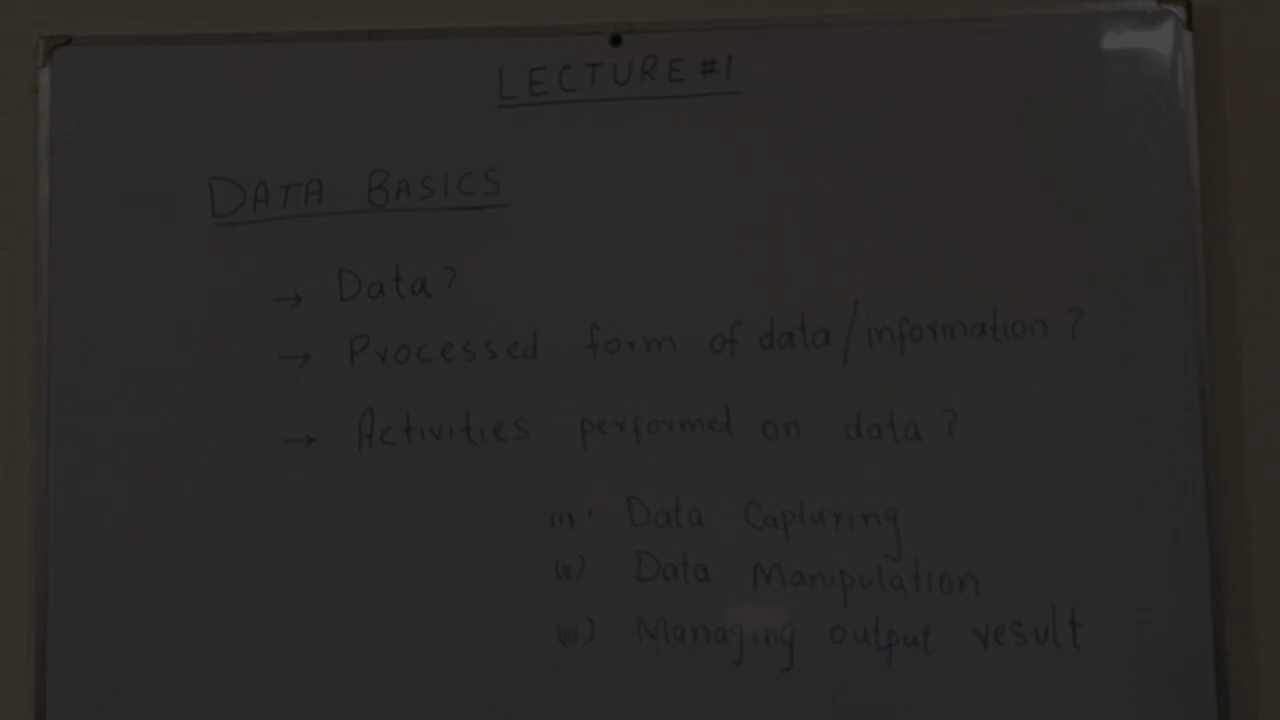 LECTURE #1
DATA BASICS
→ Data?
→ Processed form of data/information?
→ Activities performed on data?
(i). Data Capturing
(ii) Data Manipulation
(iii) Managing output result